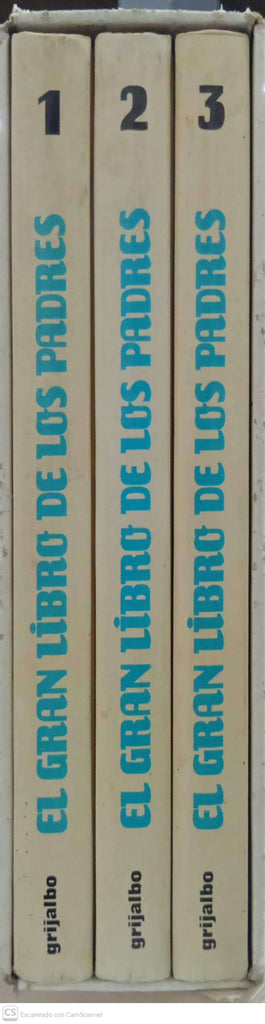 1
EL GRAN LIBRO DE LOS PADRES
grijalbo
2
EL GRAN LIBRO DE LOS PADRES
grijalbo
3
EL GRAN LIBRO DE LOS PADRES
grijalbo
CS Escaneado con CamScanner